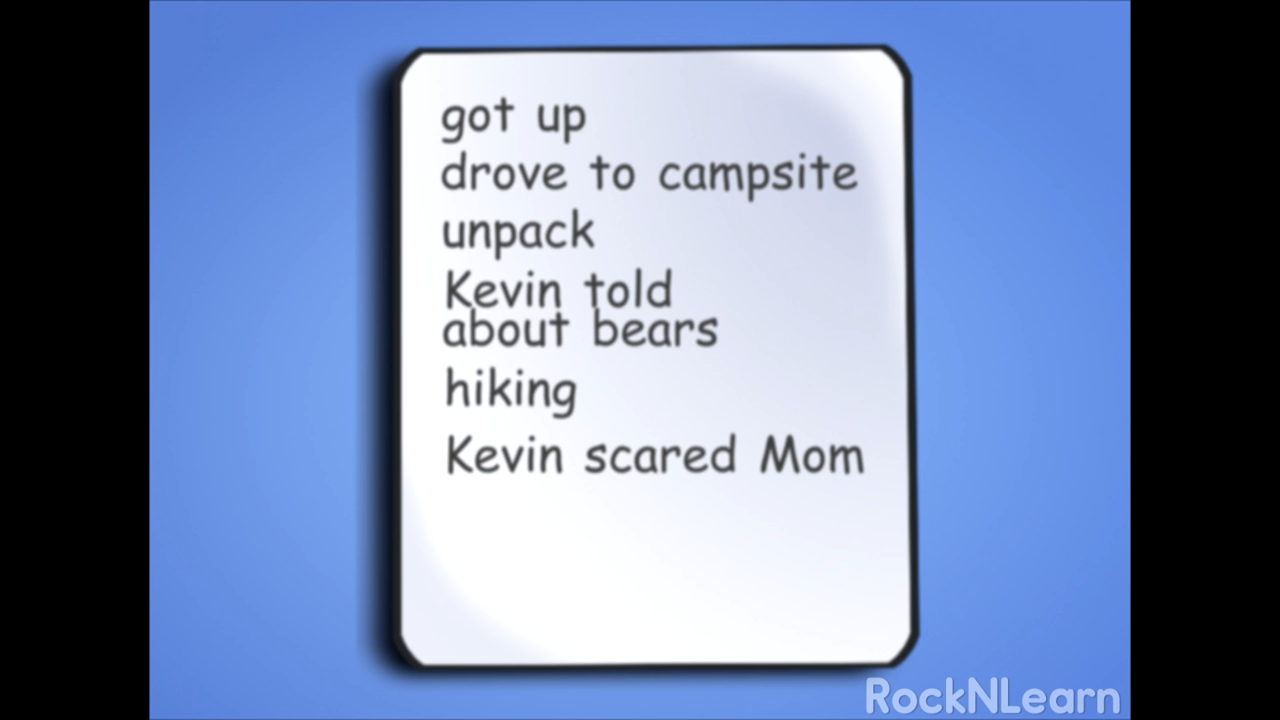 got up
drove to campsite
unpack
Kevin told
about bears
hiking
Kevin scared Mom
RockNLearn